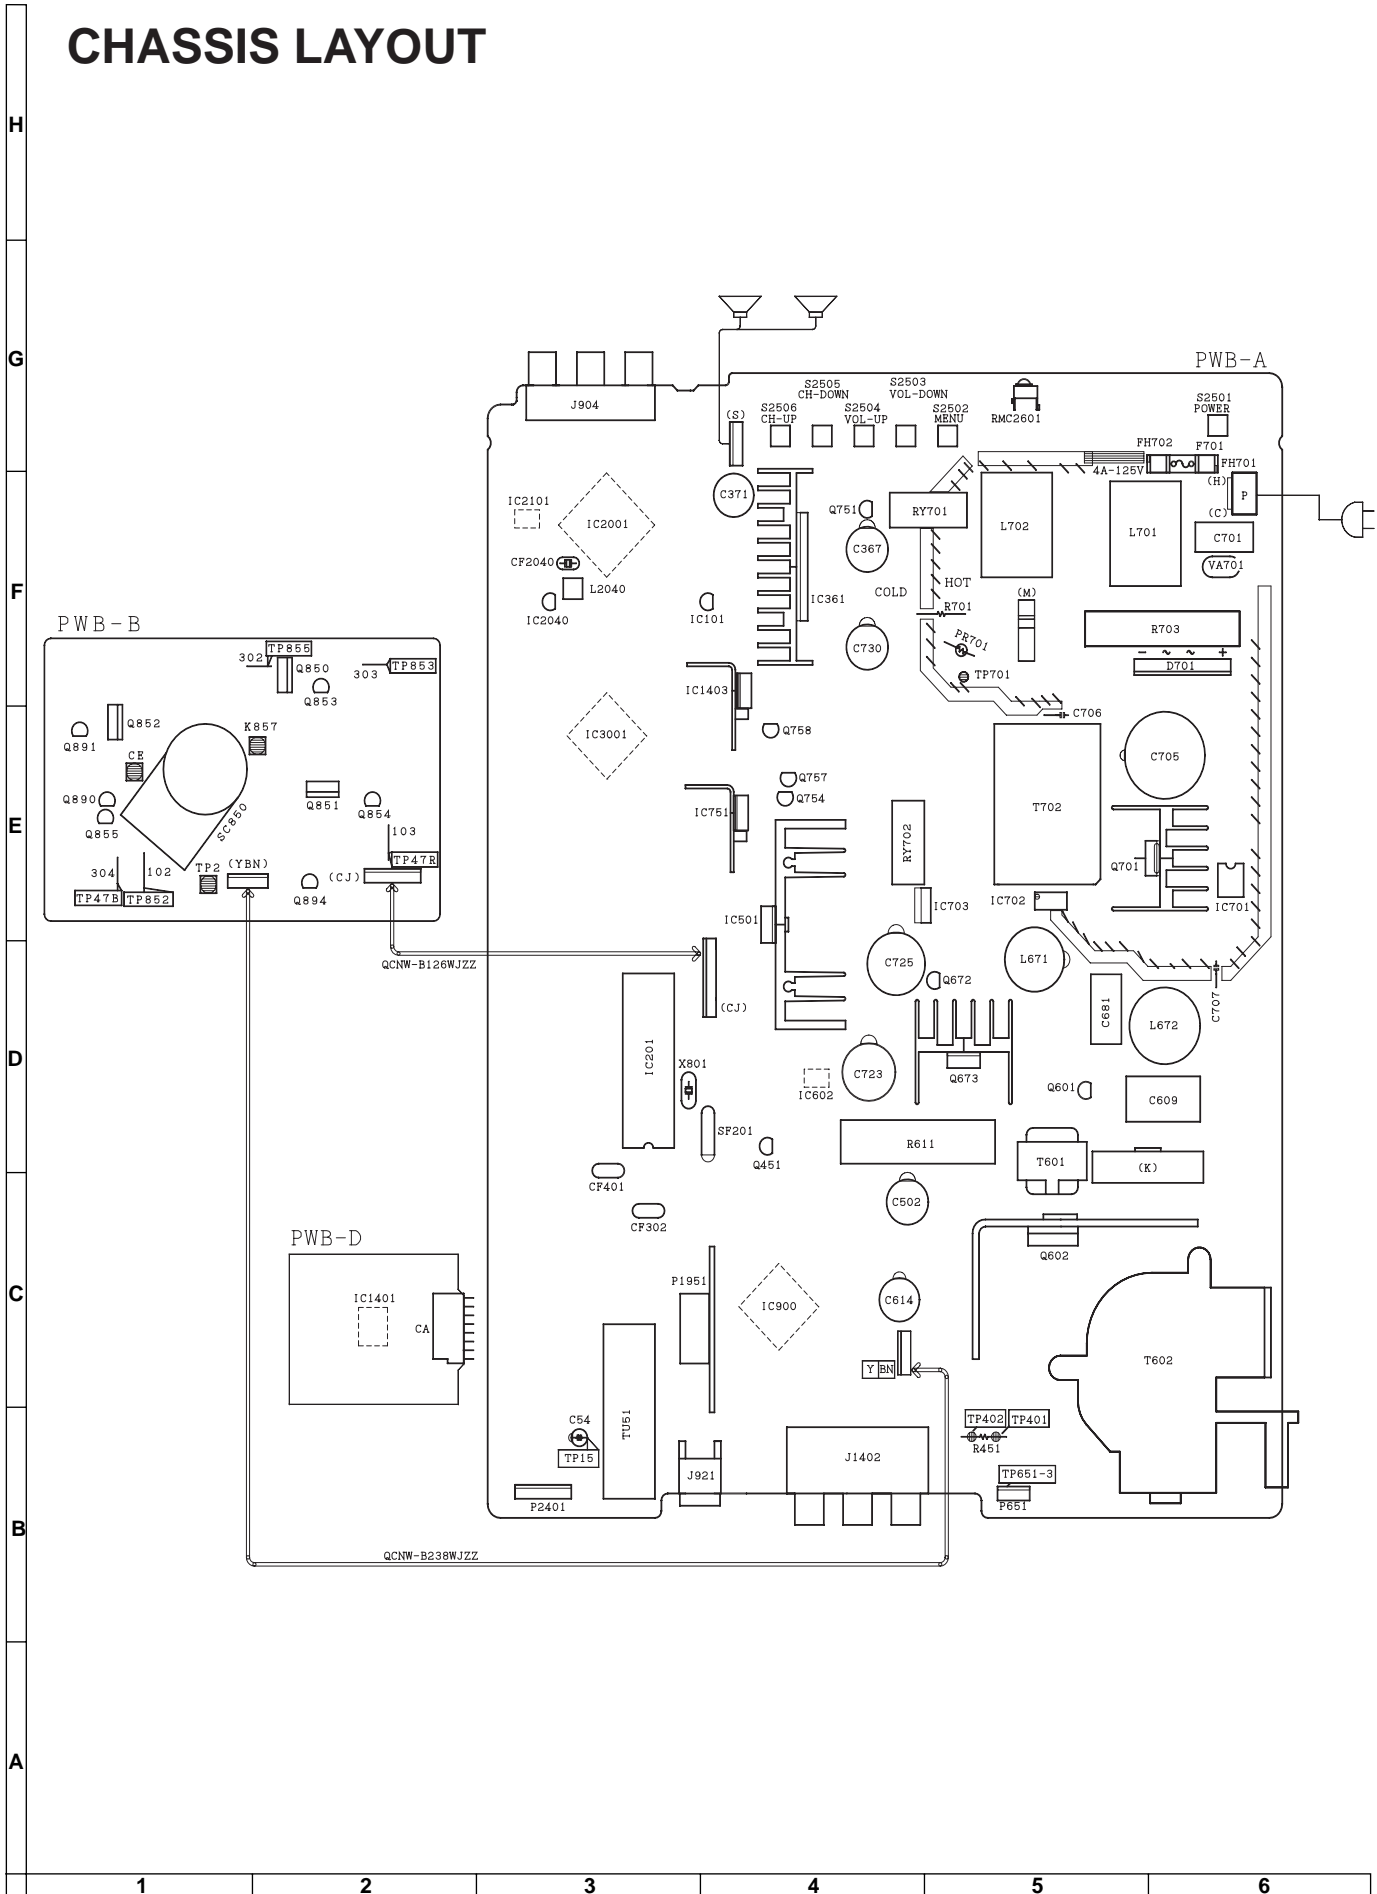 CHASSIS LAYOUT
H
G
PWB-A
S2505
CH-DOWN
S2503
VOL-DOWN
S2506
CH-UP
S2504
VOL-UP
S2502
MENU
RMC2601
S2501
POWER
J904
(S)
FH702
F701
FH701
4A-125V
(H)
P
(C)
IC2101
IC2001
C371
Q751
RY701
L702
L701
C701
C367
CF2040
VA701
L2040
F
COLD
HOT
(M)
IC361
IC2040
IC101
R701
PWB-B
R703
PR701
C730
- ~ ~ +
D701
TP855
302
Q850
303
TP853
TP701
Q853
IC1403
C706
Q852
K857
Q891
CE
IC3001
Q758
C705
Q757
Q754
T702
Q890
Q851
Q854
Q855
SC850
IC751
E
103
RY702
TP2
(YBN)
(CJ)
TP47R
304
102
Q701
TP47B
TP852
Q894
IC703
IC702
IC701
IC501
QCNW-B126WJZZ
C725
L671
Q672
(CJ)
C681
C707
L672
D
IC201
X801
C723
IC602
Q673
Q601
C609
SF201
R611
T601
(K)
Q451
CF401
C502
CF302
PWB-D
Q602
C
P1951
IC1401
CA
IC900
C614
T602
Y BN
C54
TU51
TP402
TP401
R451
TP15
J921
J1402
TP651-3
P2401
P651
B
QCNW-B238WJZZ
A
1 2 3 4 5 6